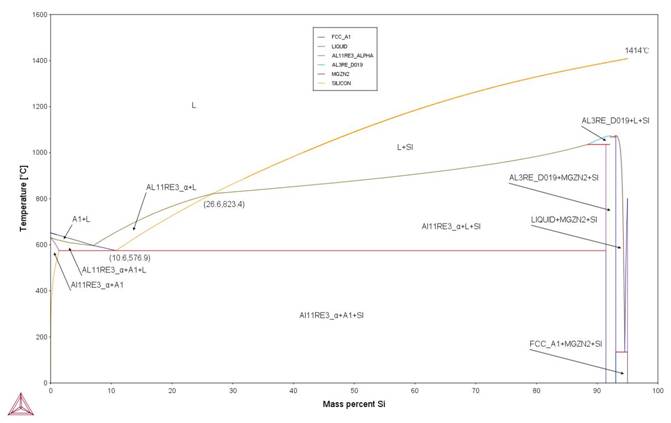 1600
1400
1200
1000
800
600
400
200
0
Temperature [°C]
FCC_A1
LIQUID
AL11RE3_ALPHA
AL3RE_D019
MGZN2
SILICON
1414℃
L
AL3RE_D019+L+SI
L+SI
AL11RE3_α+L
AL3RE_D019+MGZN2+SI
(26.6,823.4)
A1+L
Al11RE3_α+L+SI
LIQUID+MGZN2+SI
(10.6,576.9)
AL11RE3_α+A1+L
Al11RE3_α+A1
Al11RE3_α+A1+SI
FCC_A1+MGZN2+SI
0 10 20 30 40 50 60 70 80 90 100
Mass percent Si